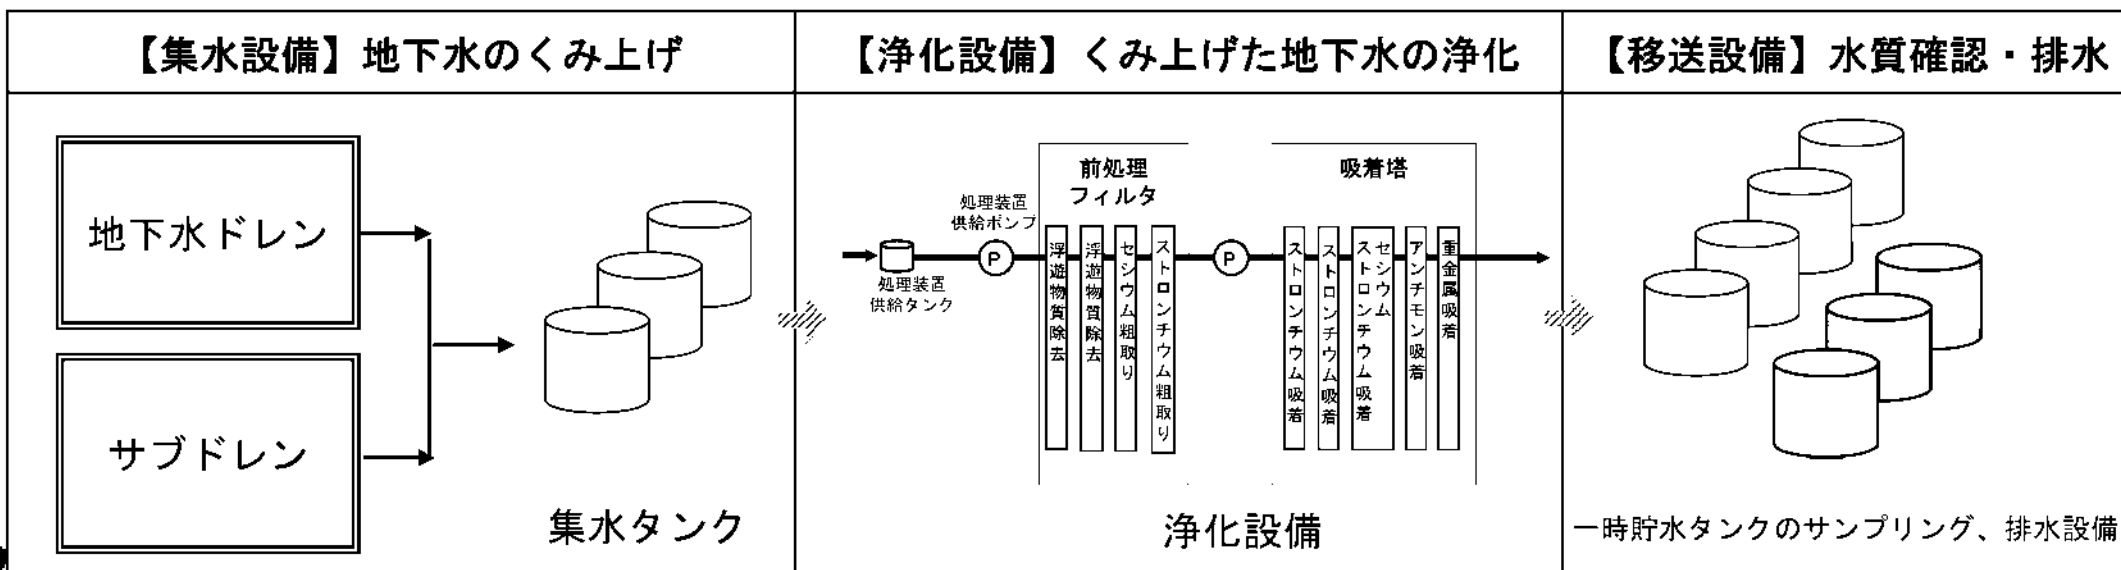 【集水設備】地下水のくみ上げ
【浄化設備】くみ上げた地下水の浄化
【移送設備】水質確認・排水
地下水ドレン
サブドレン
集水タンク
処理装置
供給タンク
処理装置
供給ポンプ
P
前処理
フィルタ
浮遊物質除去
浮遊物質除去
セシウム粗取り
ストロンチウム粗取り
P
吸着塔
ストロンチウム吸着
ストロンチウム吸着
セシウム
ストロンチウム吸着
アンチモン吸着
重金属吸着
浄化設備
一時貯水タンクのサンプリング、排水設備